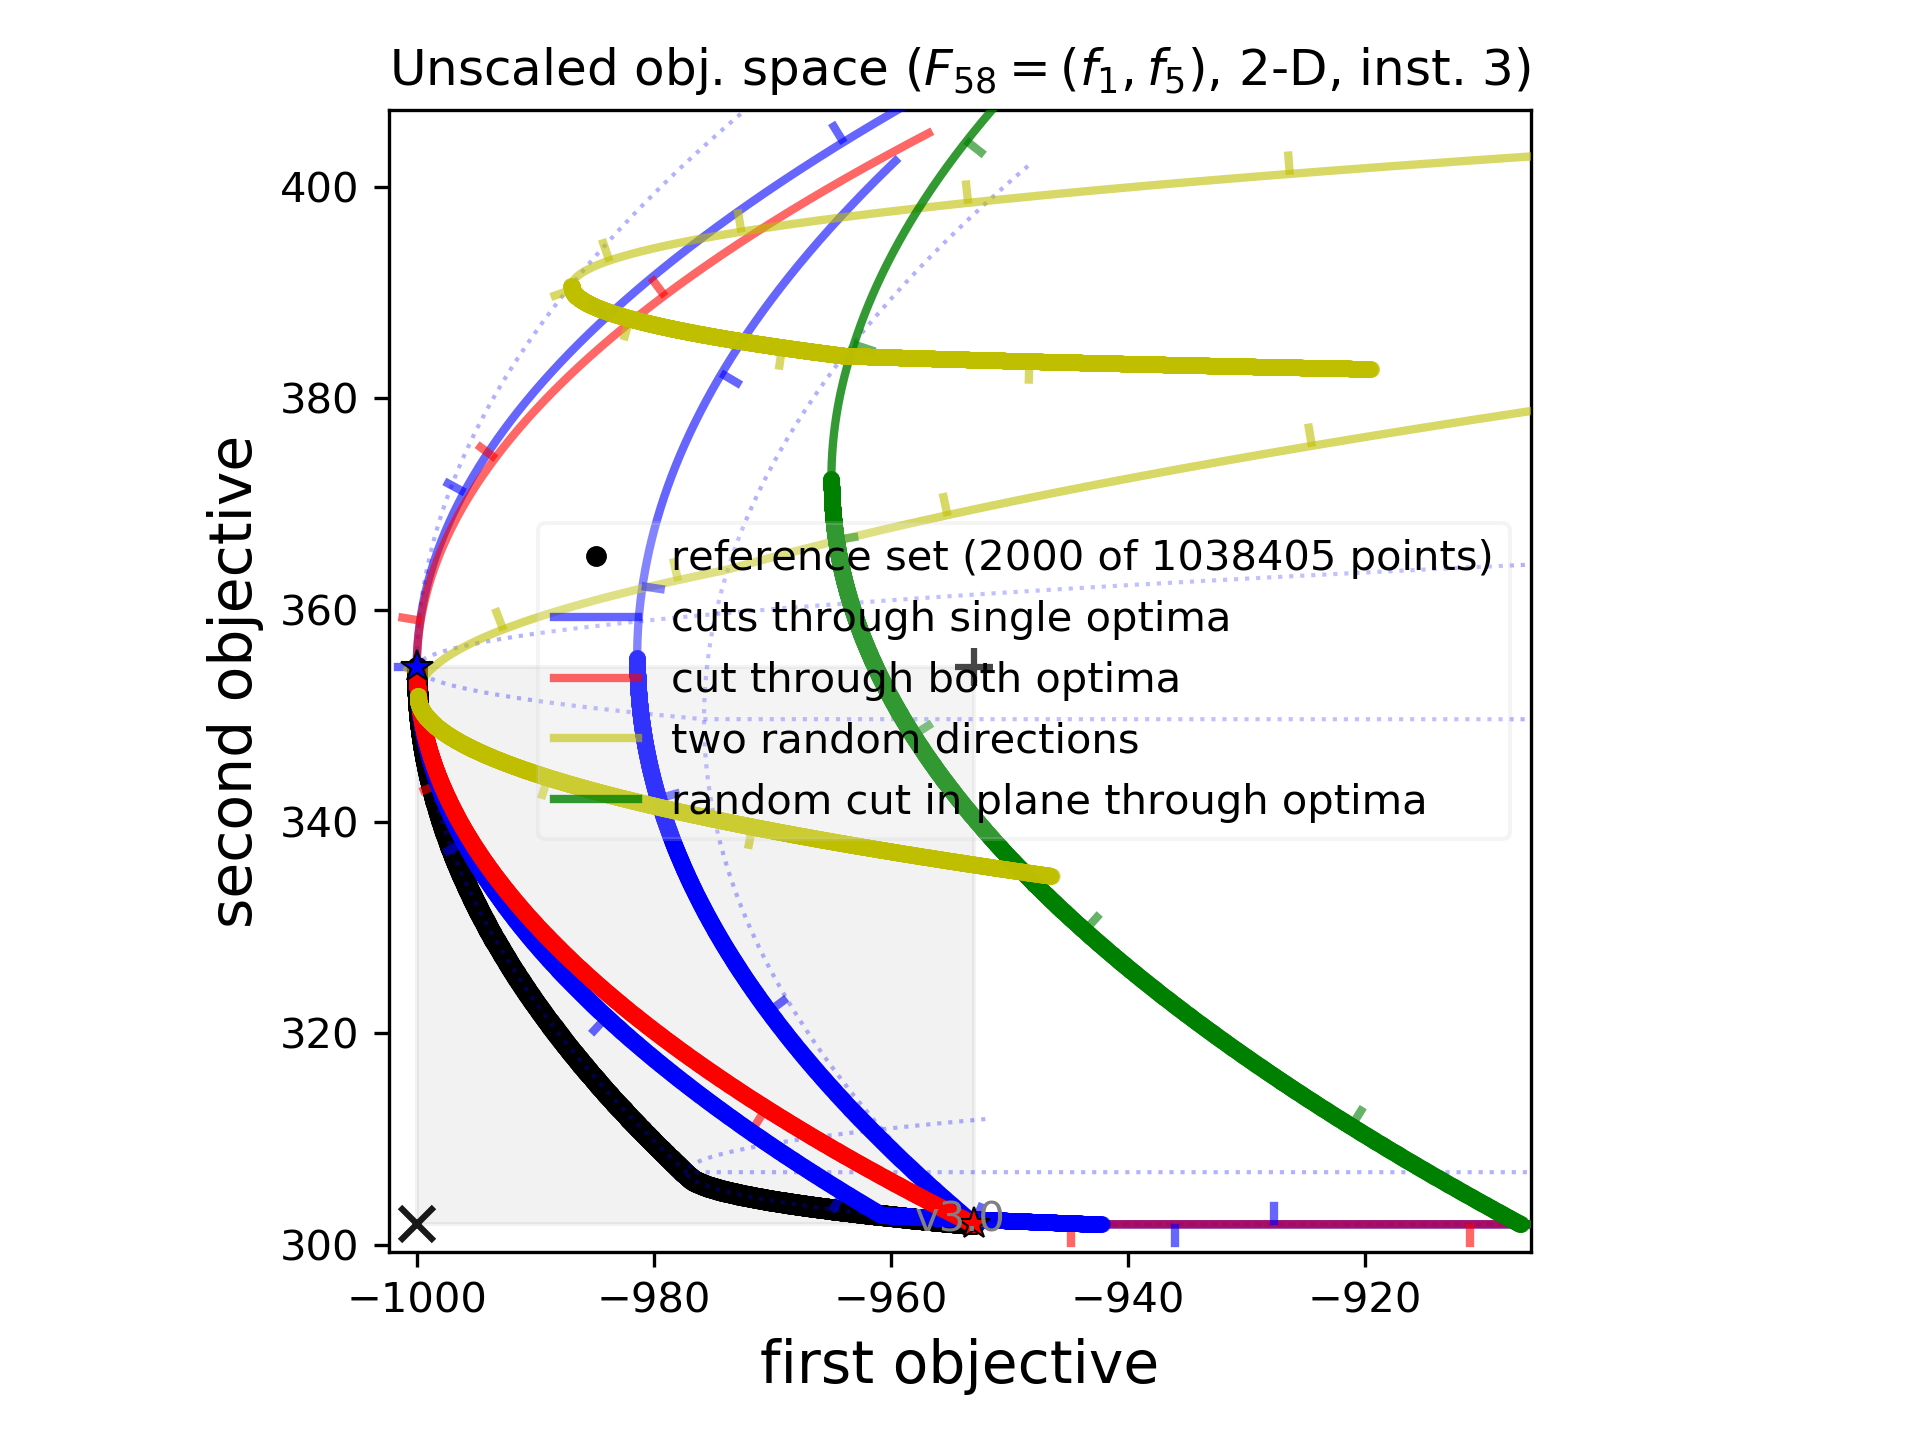 Unscaled obj. space (F58 = (f1, f5), 2-D, inst. 3)
second objective
400
380
360
340
320
300
reference set (2000 of 1038405 points)
cuts through single optima
cut through both optima
two random directions
random cut in plane through optima
v3.0
−1000
−980
−960
−940
−920
first objective